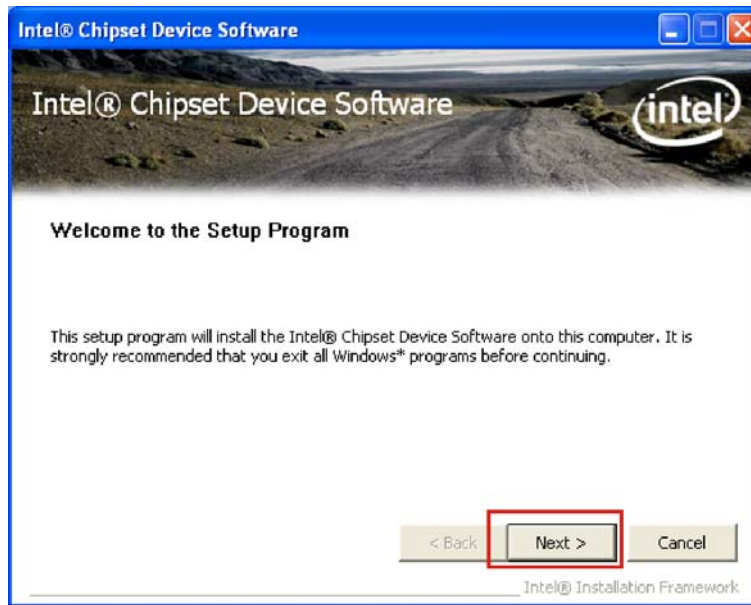 Intel® Chipset Device Software
Intel® Chipset Device Software
intel
Welcome to the Setup Program
This setup program will install the Intel® Chipset Device Software onto this computer. It is
strongly recommended that you exit all Windows* programs before continuing.
< Back
Next >
Cancel
Intel® Installation Framework